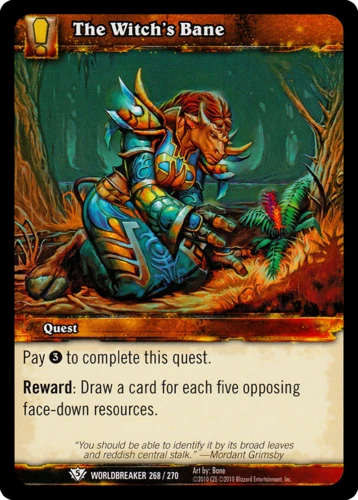 The Witch's Bane
Quest
Pay 3 to complete this quest.
Reward: Draw a card for each five opposing
face-down resources.
"You should be able to identify it by its broad leaves
and reddish central stalk." —Mordant Grimsby
WORLDBREAKER 268 / 270
Art by: Bane
©2010 CZE ©2010 Blizzard Entertainment, Inc.